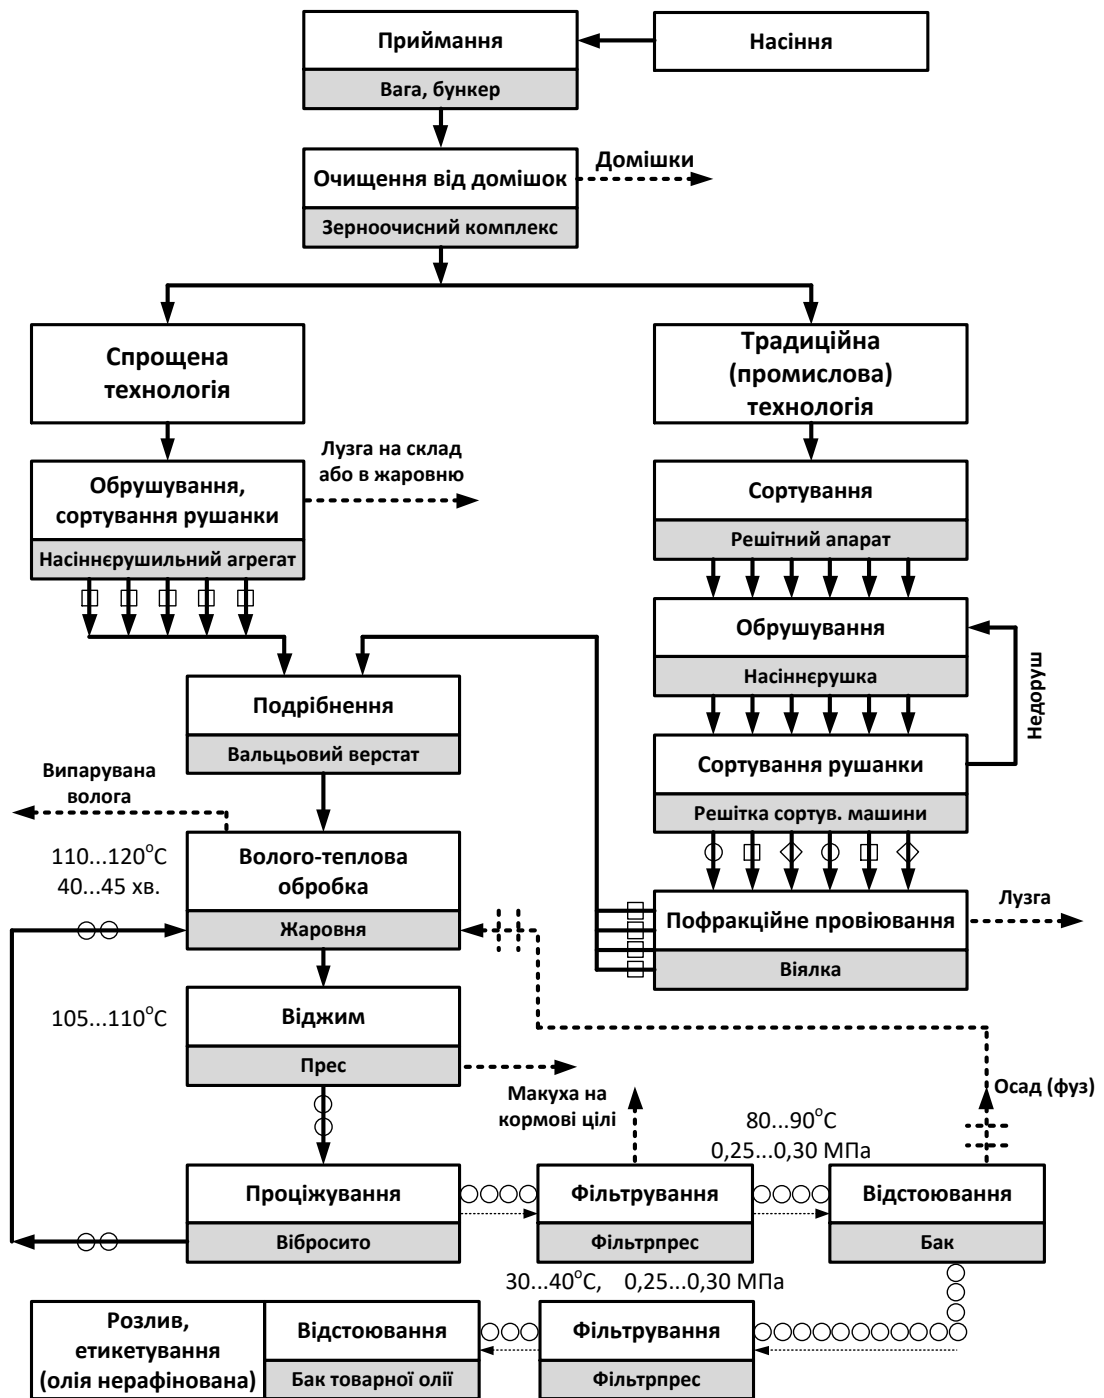 Приймання
Насіння
Вага, бункер
Домішки
Очищення від домішок
Зерноочисний комплекс
Спрощена
технологія
Традиційна
(промислова)
технологія
Лузга на склад
або в жаровню
Обрушування,
сортування рушанки
Насіннєрушильний агрегат
Сортування
Решітний апарат
Обрушування
Насіннєрушка
Недоруш
Подрібнення
Вальцьовий верстат
Сортування рушанки
Решітка сортув. машини
Випарувана
волога
110...120°C
40...45 хв.
Волого-теплова
обробка
Жаровня
Пофракційне провіювання
Віялка
Лузга
105...110°C
Віджим
Прес
Макуха на
кормові цілі
Осад (фуз)
80...90°C
0,25...0,30 МПа
Проціжування
Вібросито
Фільтрування
Фільтрпрес
Відстоювання
Бак
30...40°C, 0,25...0,30 МПа
Розлив,
етикетування
(олія нерафінована)
Відстоювання
Бак товарної олії
Фільтрування
Фільтрпрес